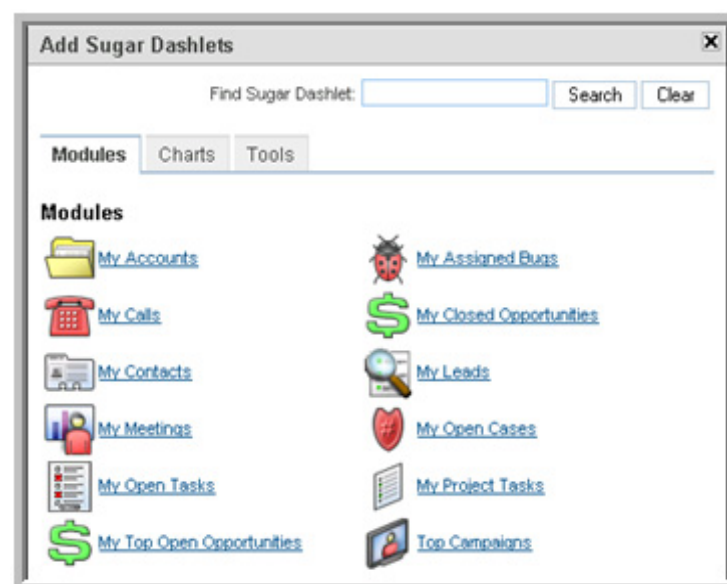 Add Sugar Dashlets
Find Sugar Dashlet: Search Clear
Modules Charts Tools
Modules
My Accounts My Assigned Bugs
My Calls My Closed Opportunities
My Contacts My Leads
My Meetings My Open Cases
My Open Tasks My Project Tasks
My Top Open Opportunities Top Campaigns